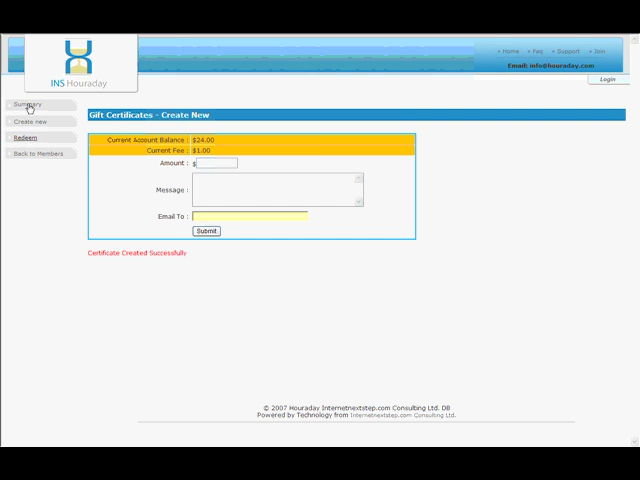 Home Faq Support Join
Email: info@houraday.com
INS Houraday
Login
Summary
Create new
Redeem
Back to Members
Gift Certificates - Create New
Current Account Balance : $24.00
Current Fee : $1.00
Amount : $
Message :
Email To :
Submit
Certificate Created Successfully
© 2007 Houraday Internetnextstep.com Consulting Ltd. DB
Powered by Technology from Internetnextstep.com Consulting Ltd.